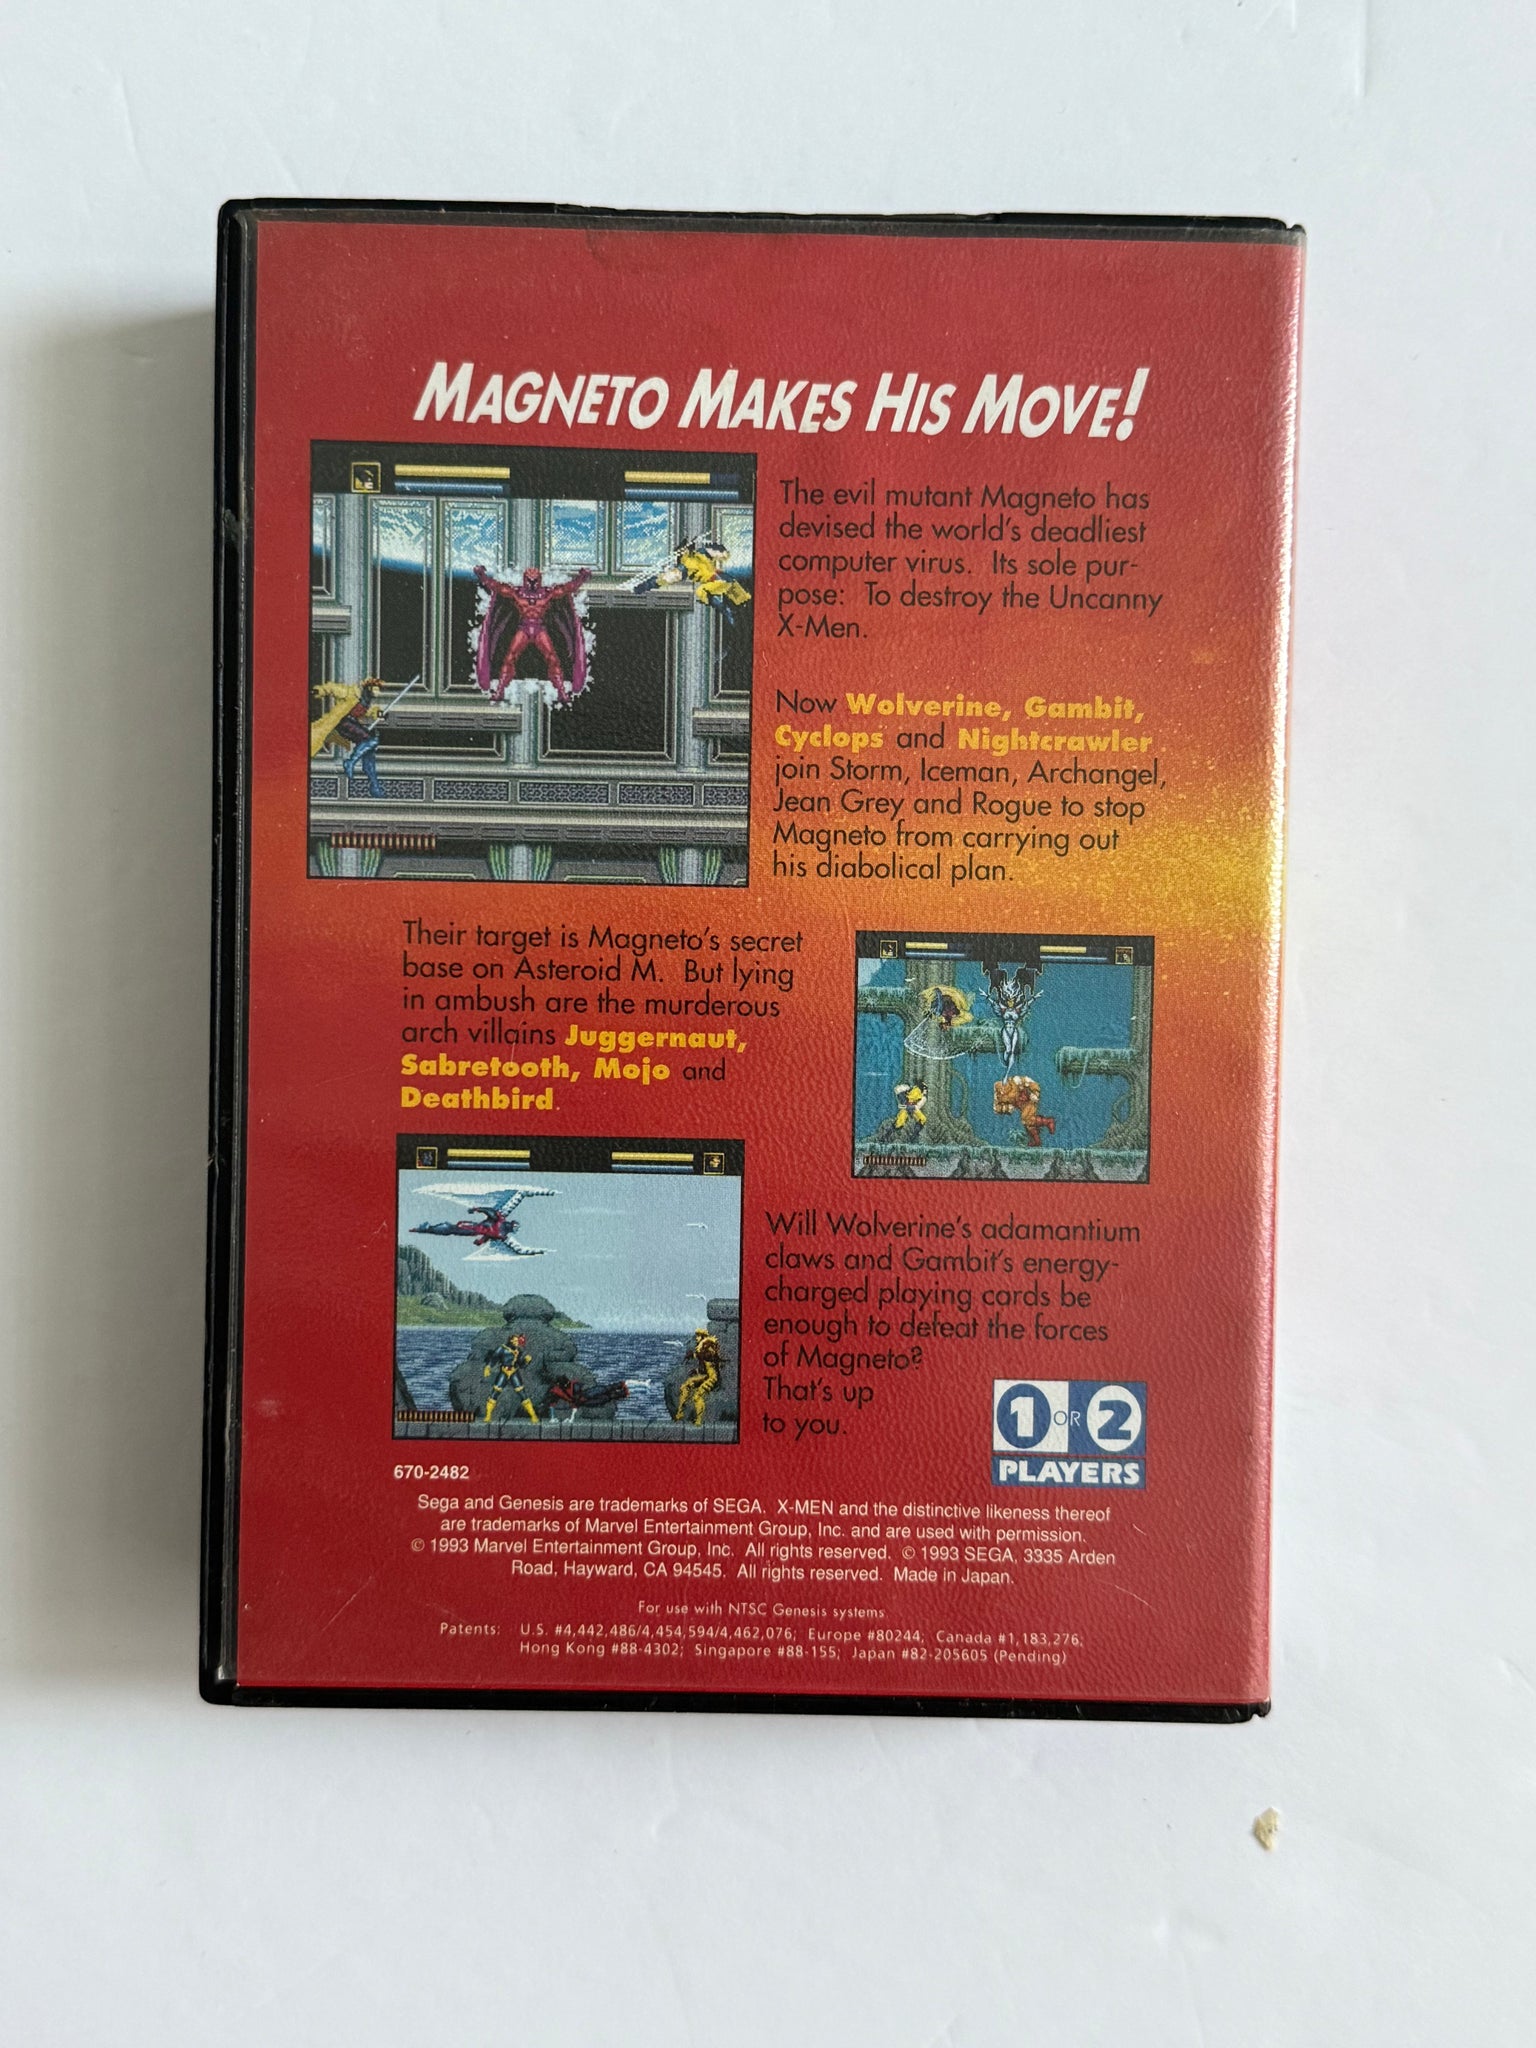 MAGNETO MAKES HIS MOVE!
The evil mutant Magneto has
devised the world's deadliest
computer virus. Its sole pur-
pose: To destroy the Uncanny
X-Men.
Now Wolverine, Gambit,
Cyclops and Nightcrawler
join Storm, Iceman, Archangel,
Jean Grey and Rogue to stop
Magneto from carrying out
his diabolical plan.
Their target is Magneto's secret
base on Asteroid M. But lying
in ambush are the murderous
arch villains Juggernaut,
Sabretooth, Mojo and
Deathbird.
Will Wolverine's adamantium
claws and Gambit's energy-
charged playing cards be
enough to defeat the forces
of Magneto?
That's up
to you.
1 OR 2
PLAYERS
670-2482
Sega and Genesis are trademarks of SEGA. X-MEN and the distinctive likeness thereof
are trademarks of Marvel Entertainment Group, Inc. and are used with permission.
© 1993 Marvel Entertainment Group, Inc. All rights reserved. © 1993 SEGA, 3335 Arden
Road, Hayward, CA 94545. All rights reserved. Made in Japan.
For use with NTSC Genesis systems
Patents: U.S. #4,442,486/4,454,594/4,462,076; Europe #80244; Canada #1,183,276;
Hong Kong #88-4302; Singapore #88-155; Japan #82-205605 (Pending)